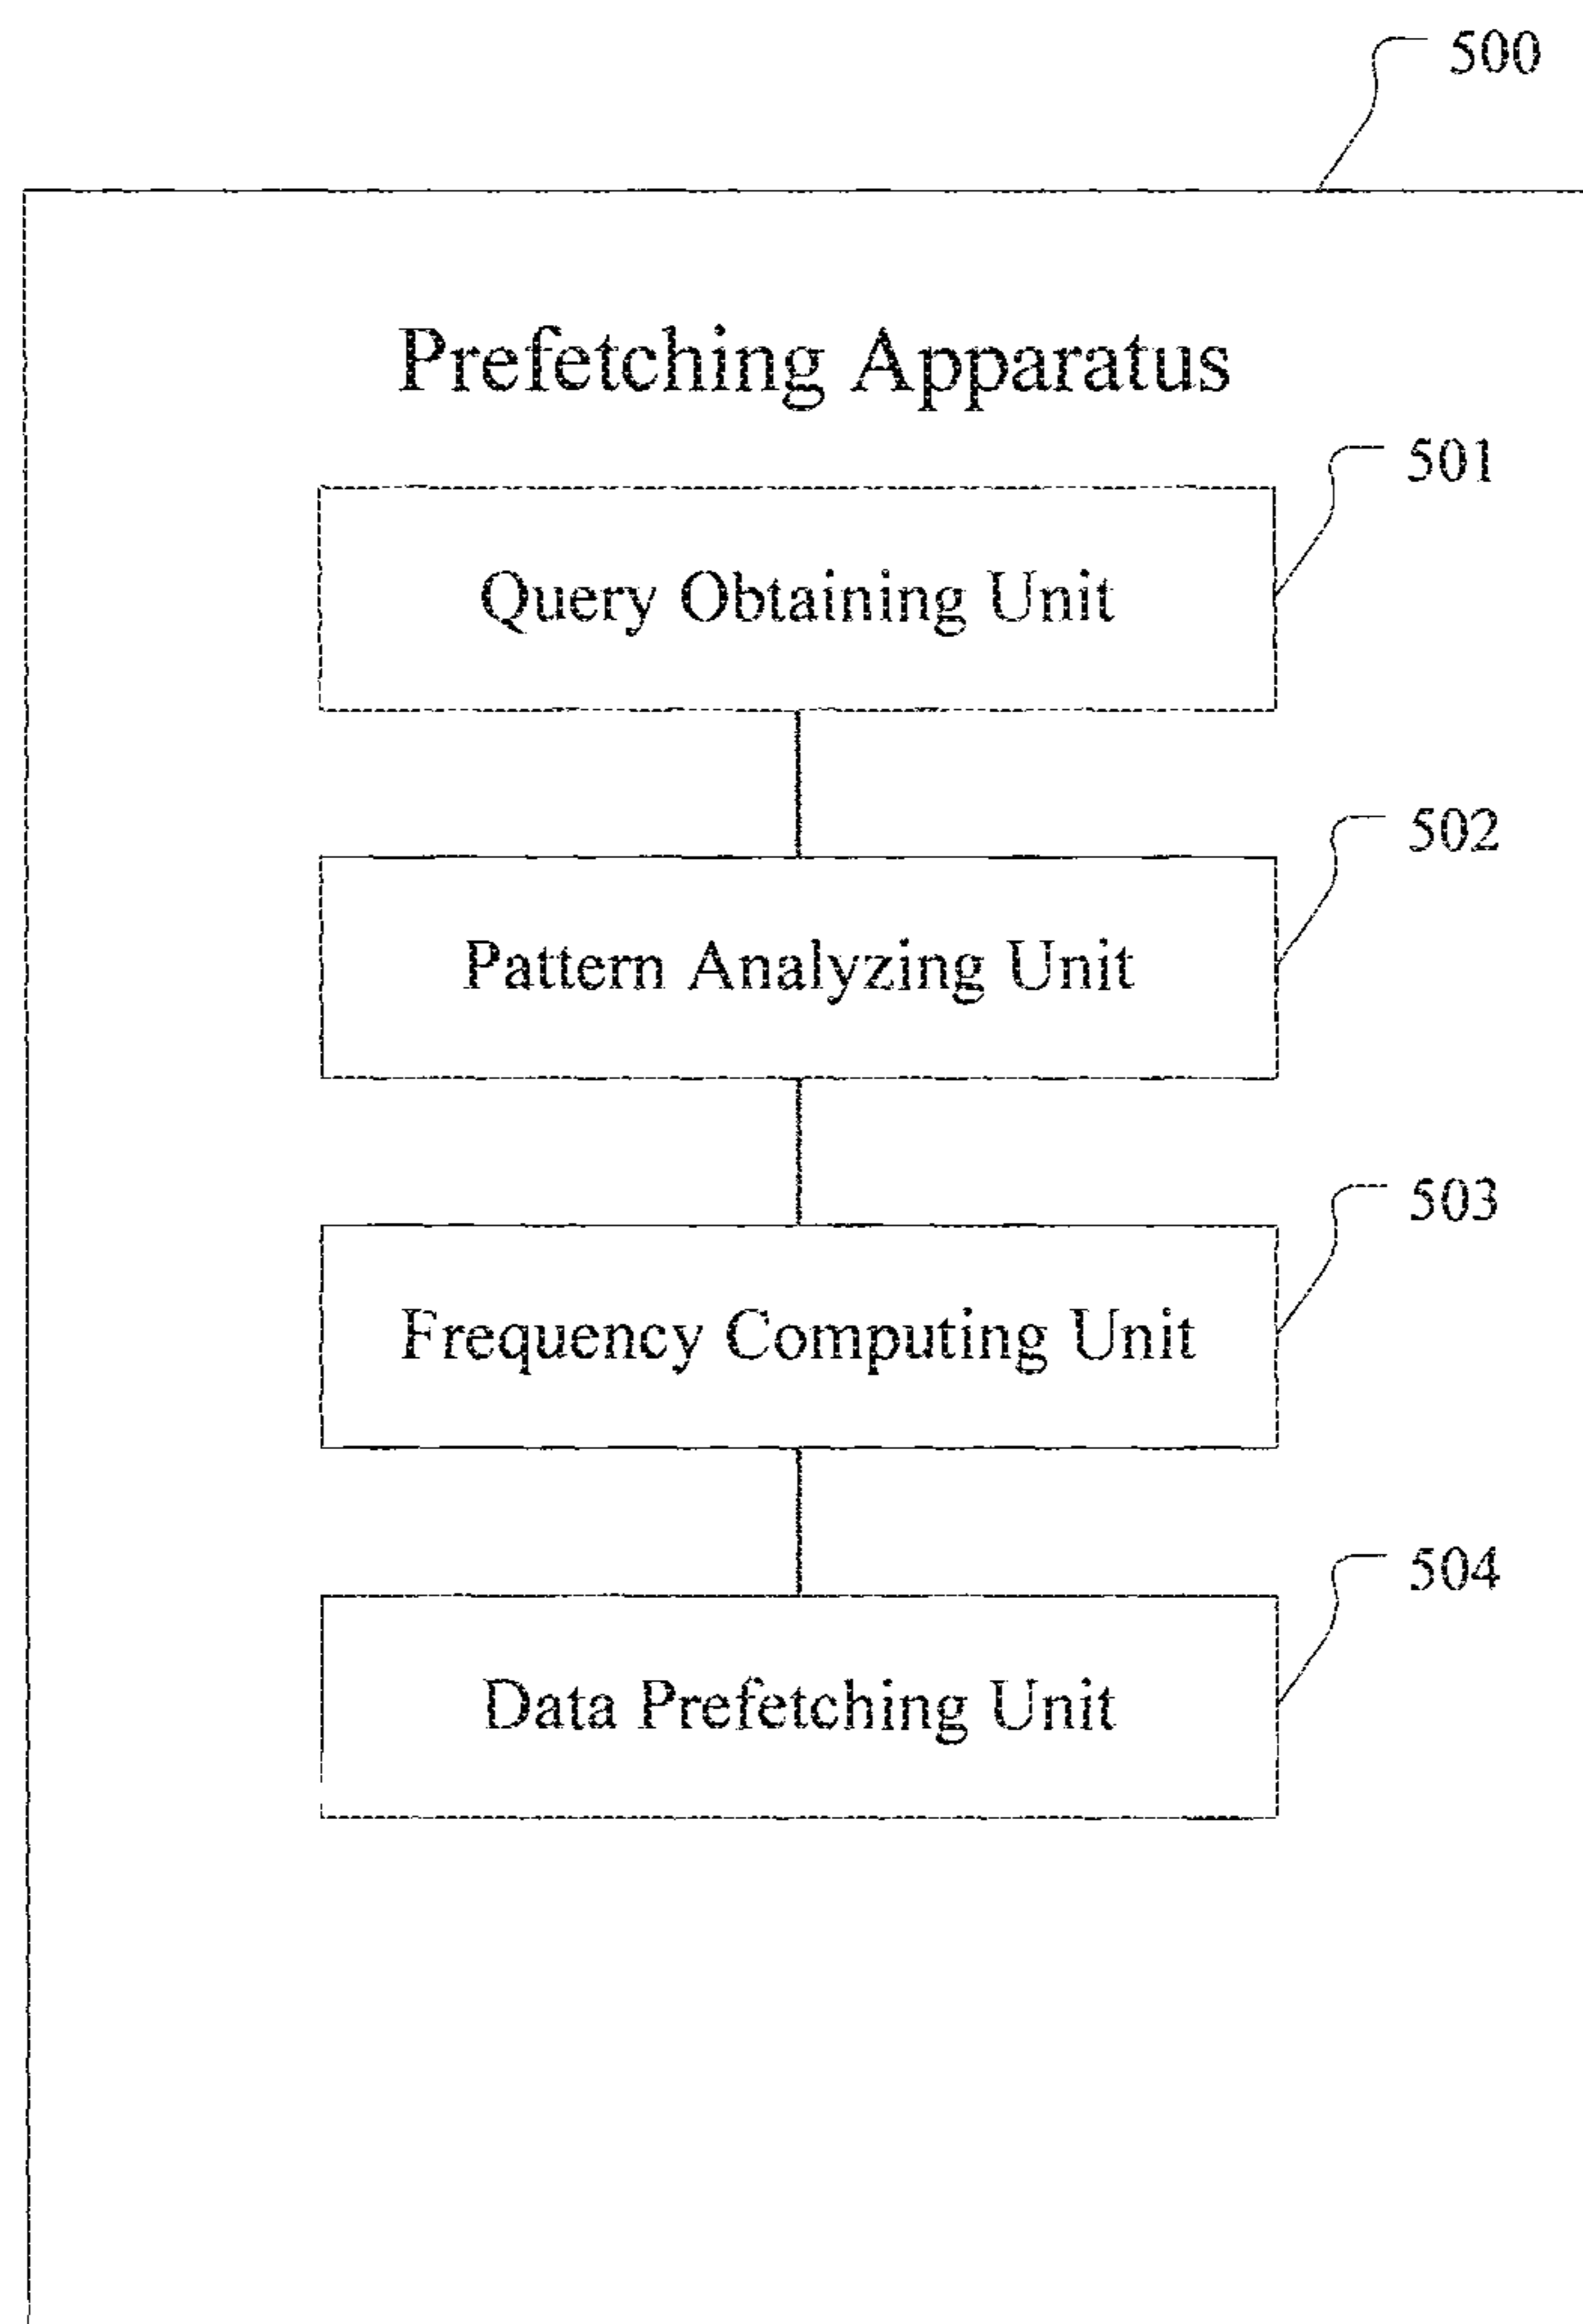 500
Prefetching Apparatus
501
Query Obtaining Unit
502
Pattern Analyzing Unit
503
Frequency Computing Unit
504
Data Prefetching Unit